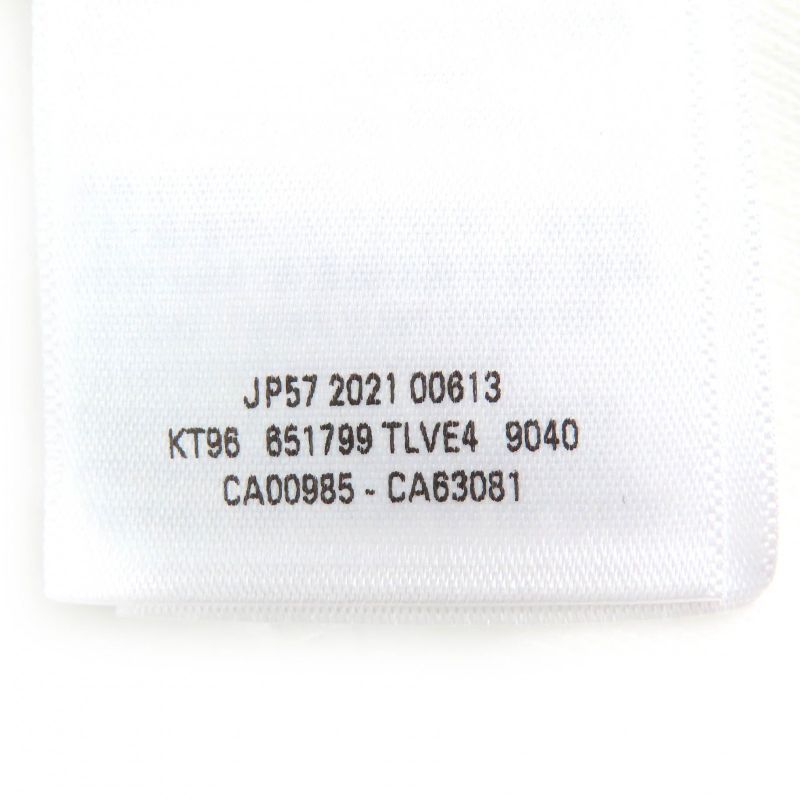 JP57 2021 00613
KT96 651799 TLVE4 9040
CA00985 - CA63081